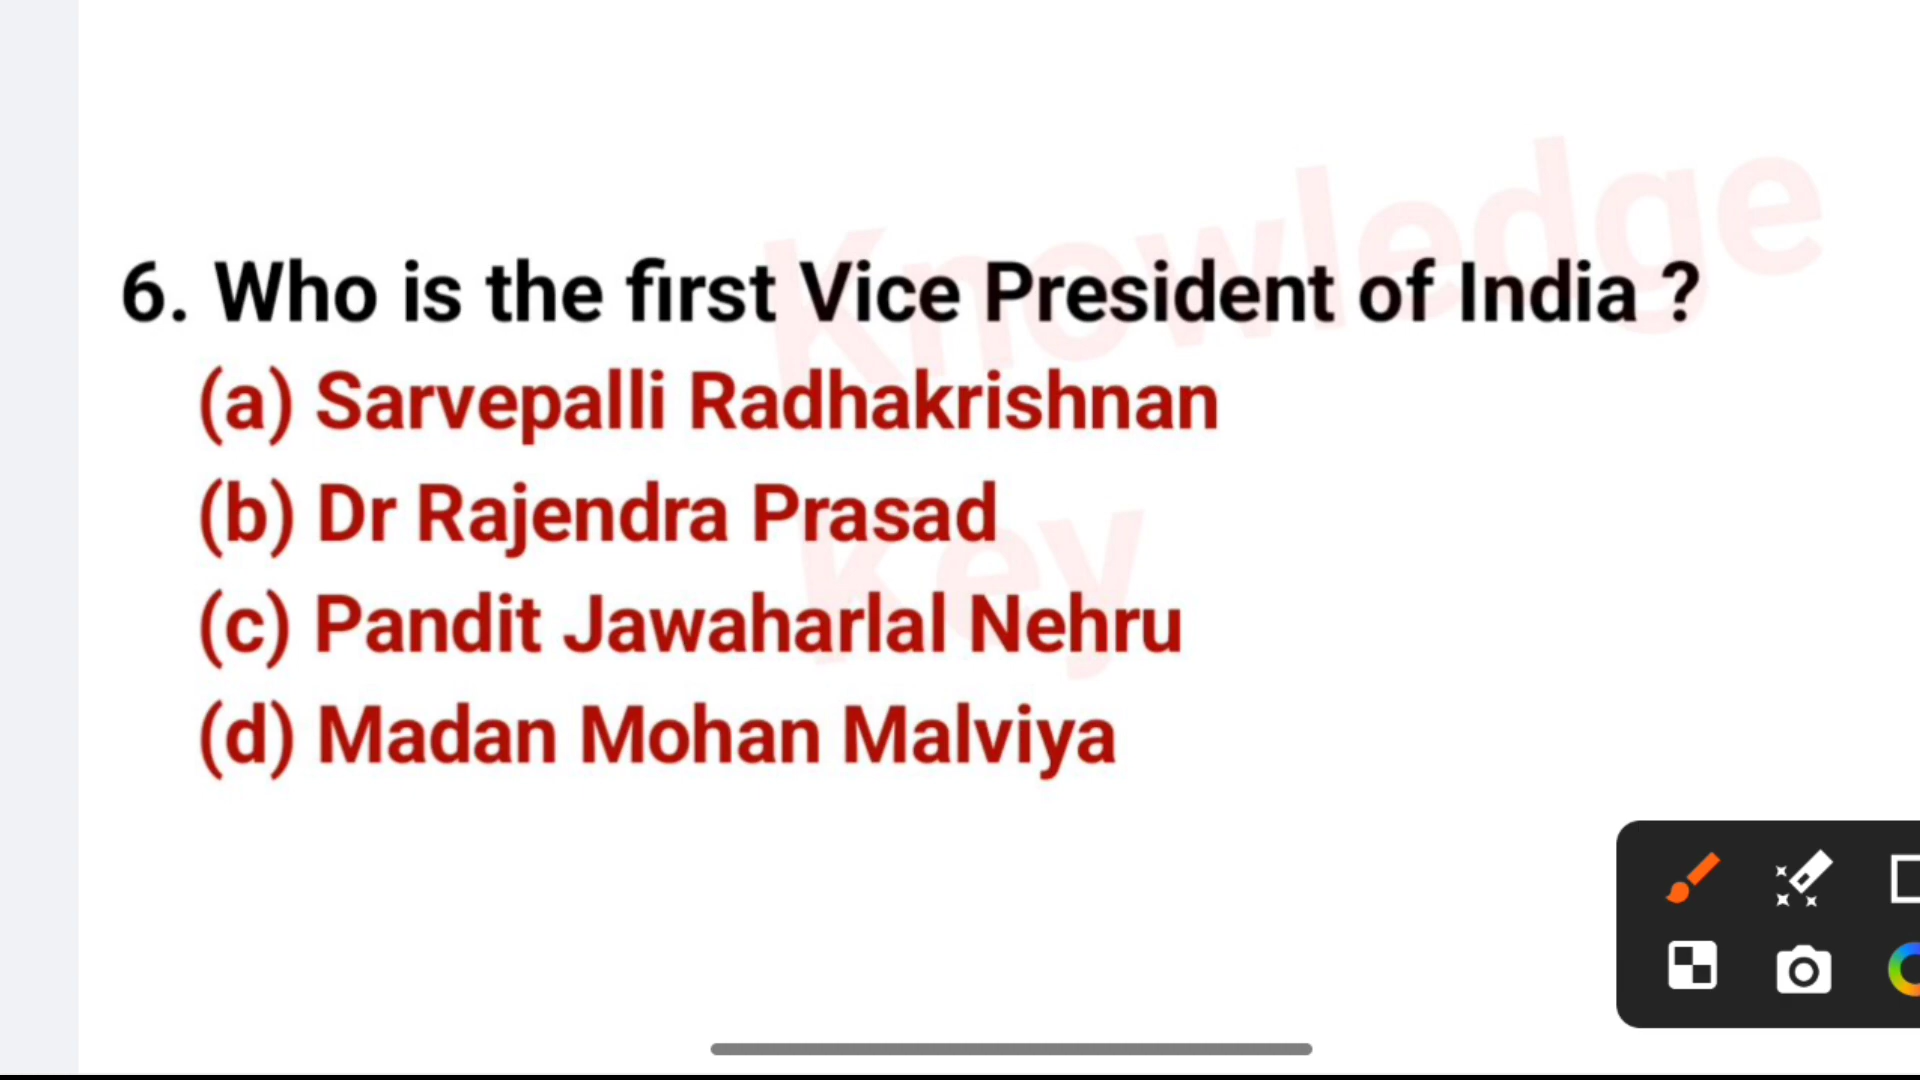 Knowledge
Key
6. Who is the first Vice President of India ?
(a) Sarvepalli Radhakrishnan
(b) Dr Rajendra Prasad
(c) Pandit Jawaharlal Nehru
(d) Madan Mohan Malviya